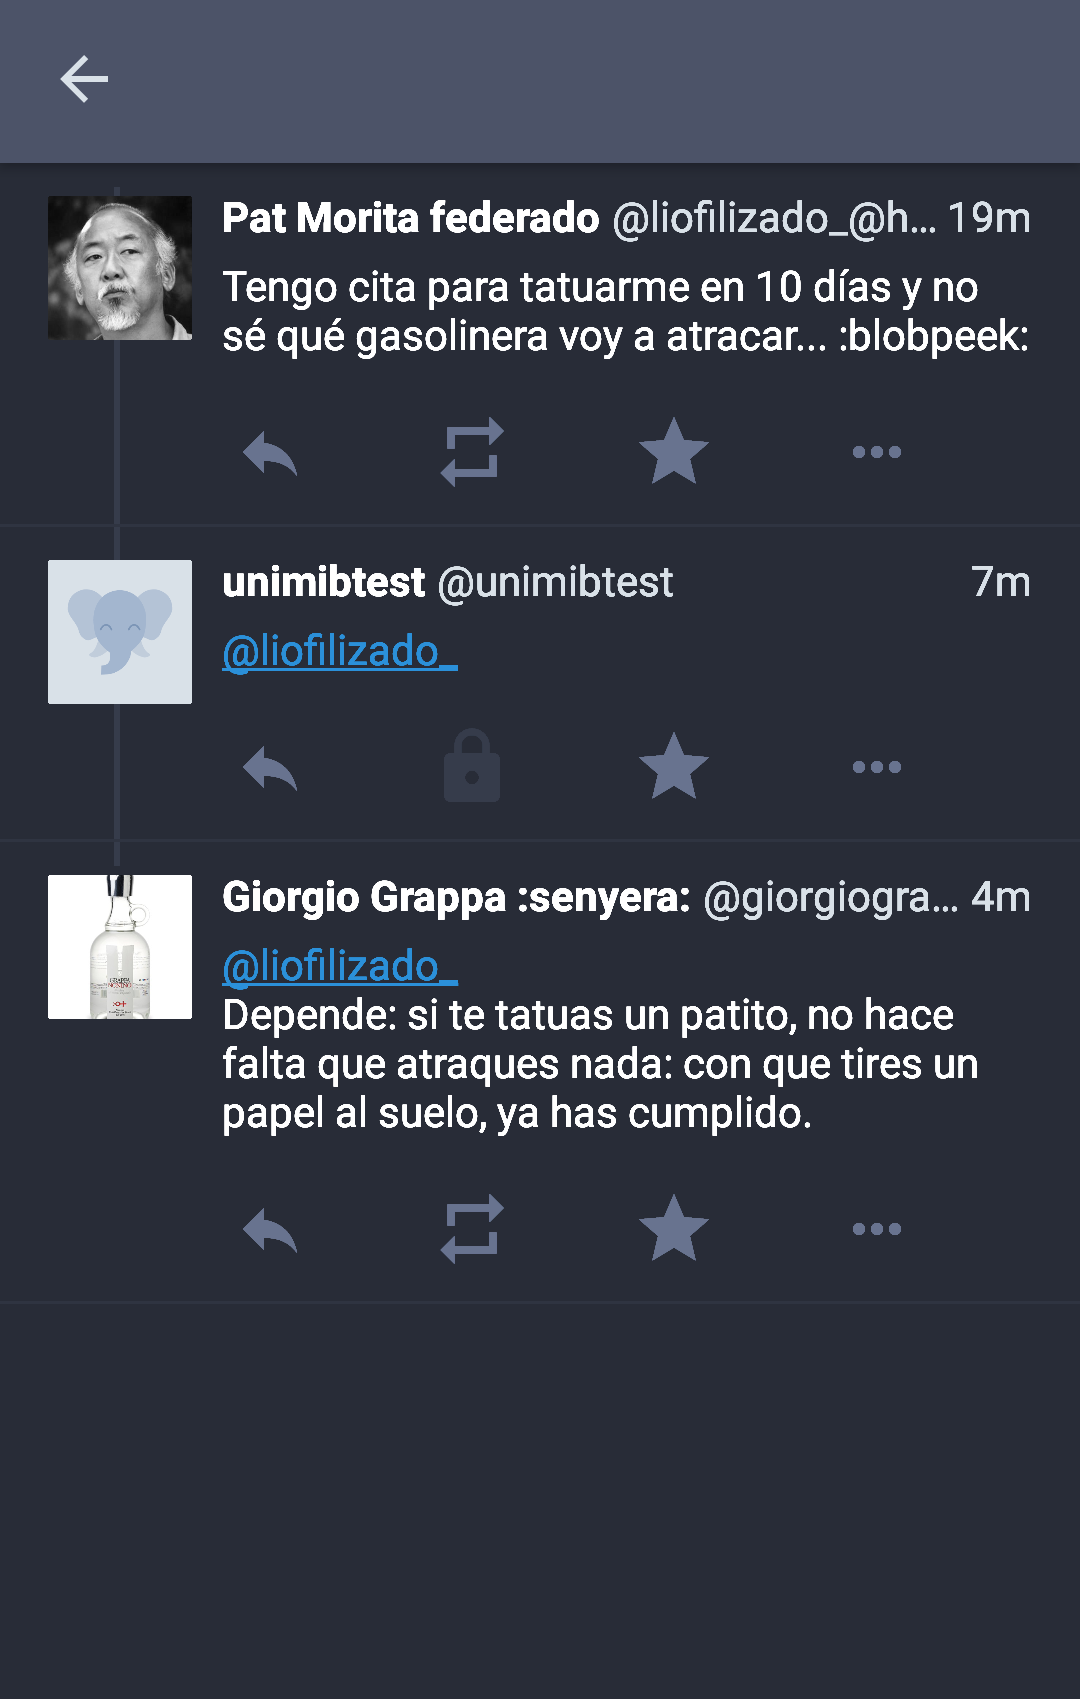 Pat Morita federado @liofilizado_@h... 19m
Tengo cita para tatuarme en 10 días y no
sé qué gasolinera voy a atracar... :blobpeek:
unimibtest @unimibtest 7m
@liofilizado_
Giorgio Grappa :senyera: @giorgiogra... 4m
@liofilizado_
Depende: si te tatuas un patito, no hace
falta que atraques nada: con que tires un
papel al suelo, ya has cumplido.